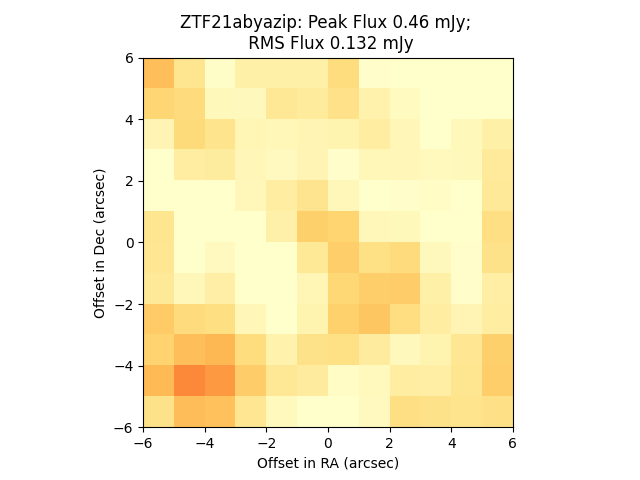 ZTF21abyazip: Peak Flux 0.46 mJy;
RMS Flux 0.132 mJy
6
4
2
0
−2
−4
−6
Offset in Dec (arcsec)
−6 −4 −2 0 2 4 6
Offset in RA (arcsec)